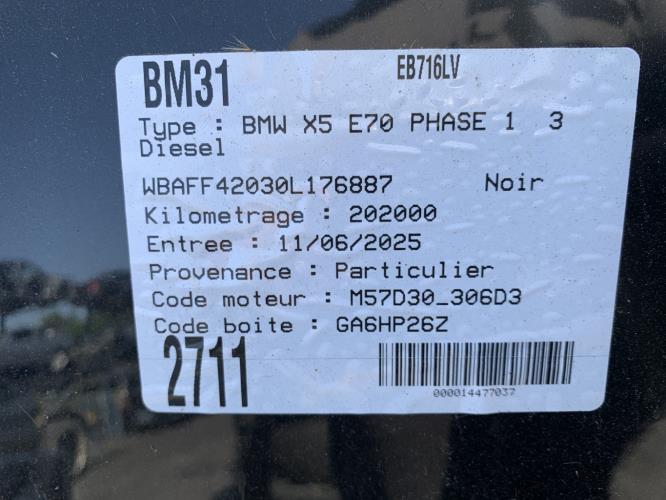 BM31 EB716LV
Type : BMW X5 E70 PHASE 1 3
Diesel
WBAFF42030L176887 Noir
Kilometrage : 202000
Entree : 11/06/2025
Provenance : Particulier
Code moteur : M57D30_306D3
Code boite : GA6HP26Z
2711
000014477037